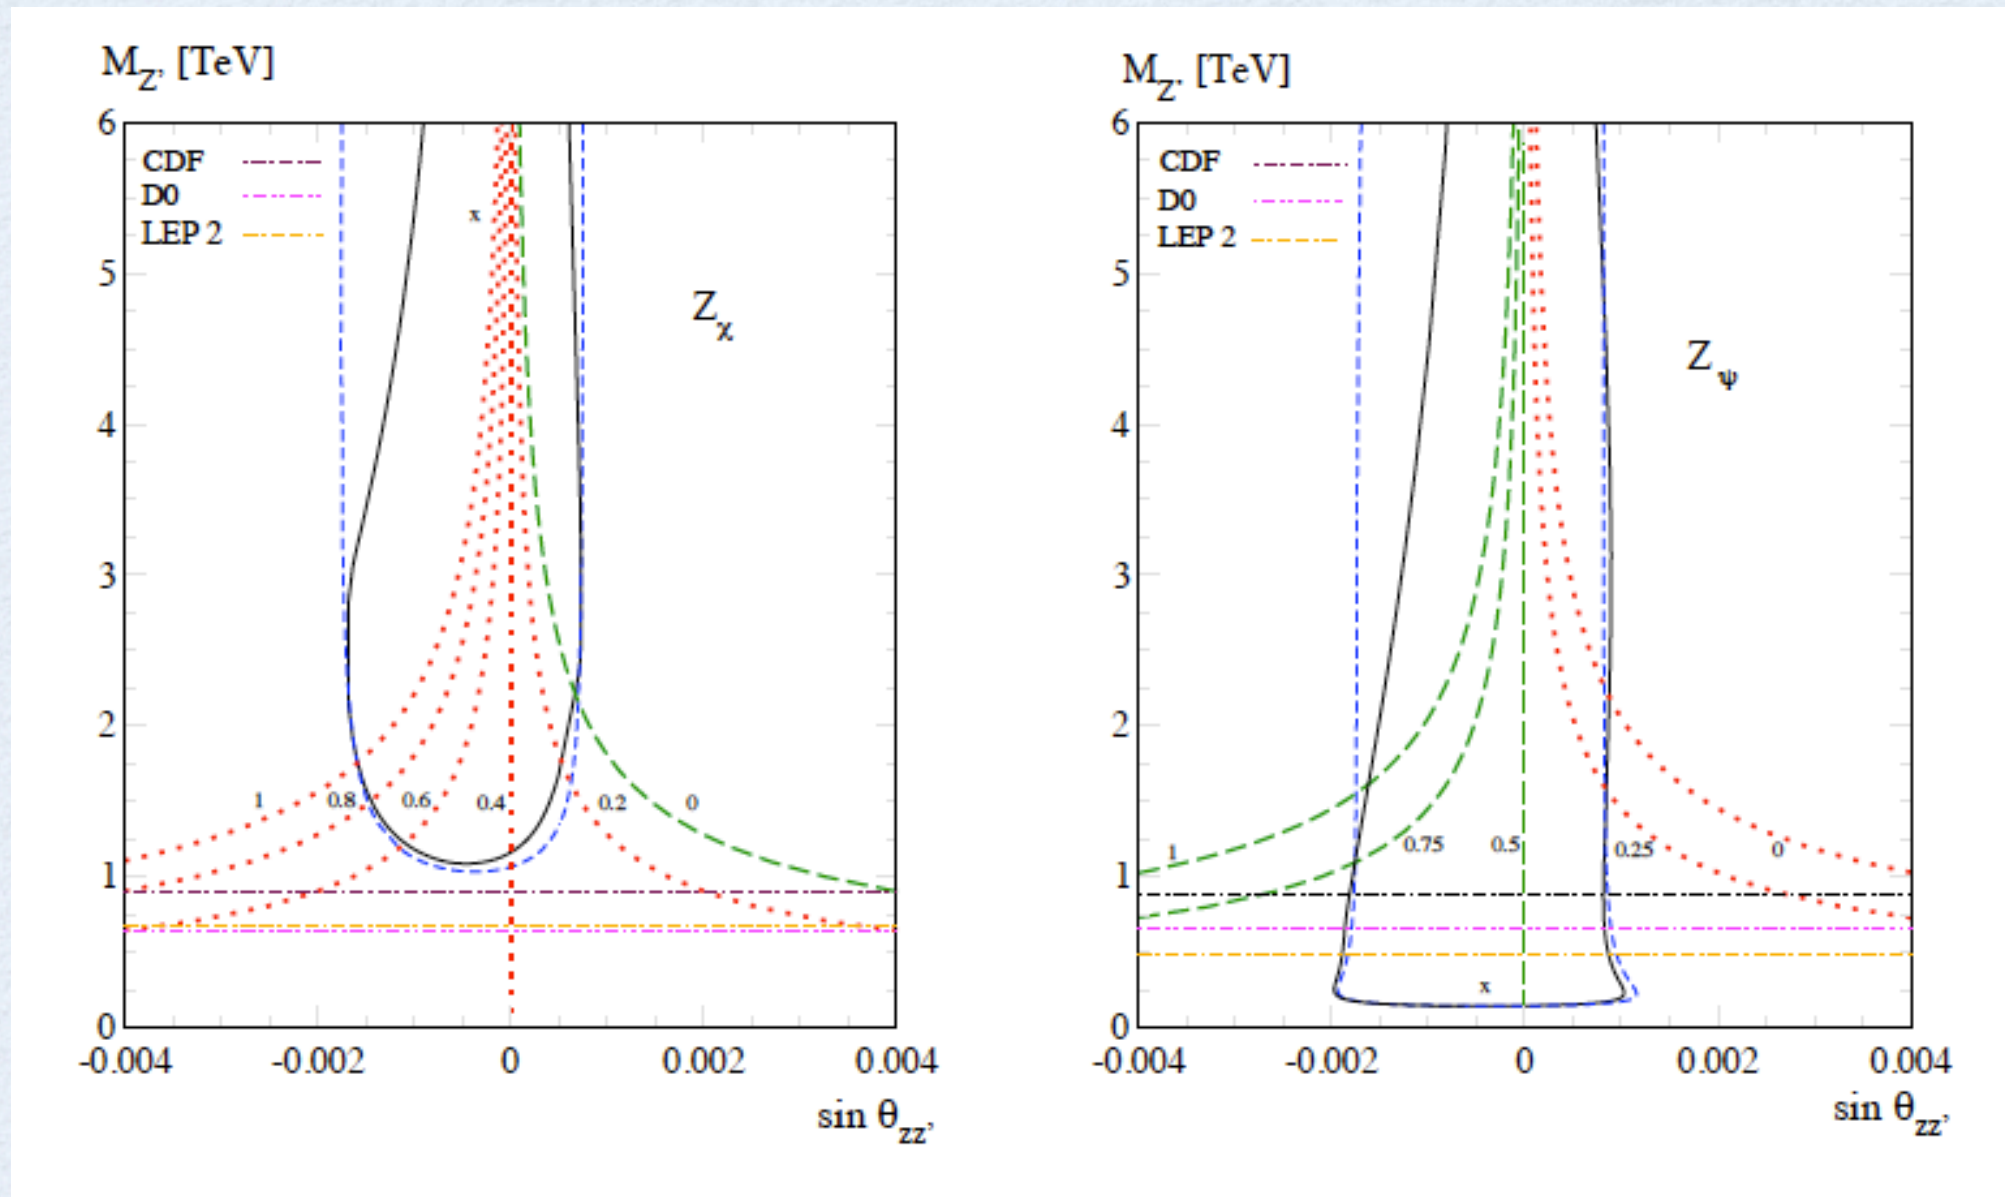 M_Z' [TeV]
6
CDF
D0
LEP 2
x
5
Z_χ
4
3
2
1 0.8 0.6 0.4 0.2 0
1
0
-0.004 -0.002 0 0.002 0.004
sin θ_zz'
M_Z' [TeV]
6
CDF
D0
LEP 2
5
Z_ψ
4
3
2
1 0.75 0.5 0.25 0
1
x
0
-0.004 -0.002 0 0.002 0.004
sin θ_zz'